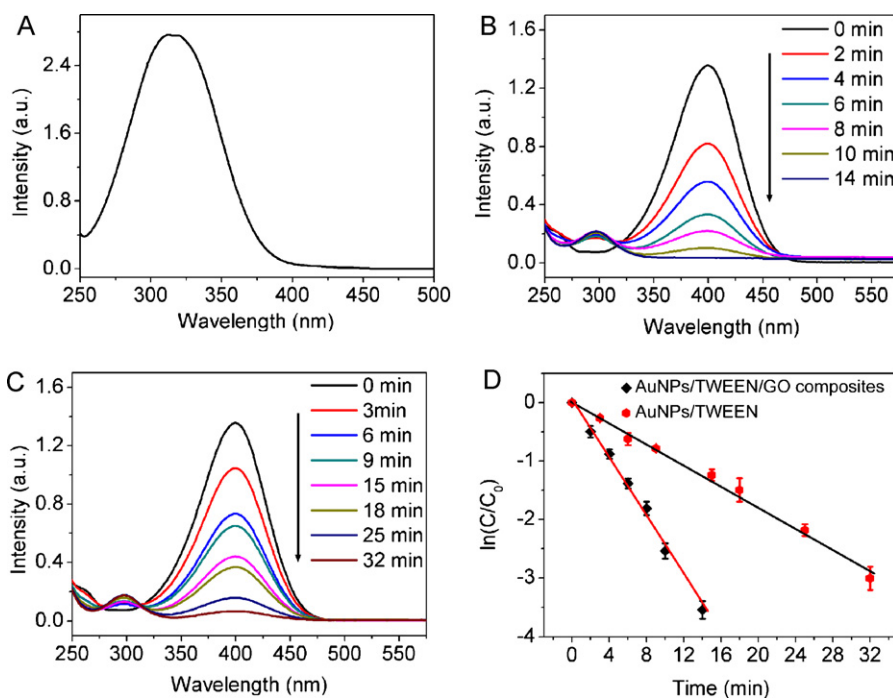 A
Intensity (a.u.)
2.4
1.6
0.8
0.0
250 300 350 400 450 500
Wavelength (nm)
B
Intensity (a.u.)
1.6
1.2
0.8
0.4
0.0
250 300 350 400 450 500 550
Wavelength (nm)
0 min
2 min
4 min
6 min
8 min
10 min
14 min
C
Intensity (a.u.)
1.6
1.2
0.8
0.4
0.0
250 300 350 400 450 500 550
Wavelength (nm)
0 min
3min
6 min
9 min
15 min
18 min
25 min
32 min
D
ln(C/C0)
0
-1
-2
-3
-4
0 4 8 12 16 20 24 28 32
Time (min)
AuNPs/TWEEN/GO composites
AuNPs/TWEEN